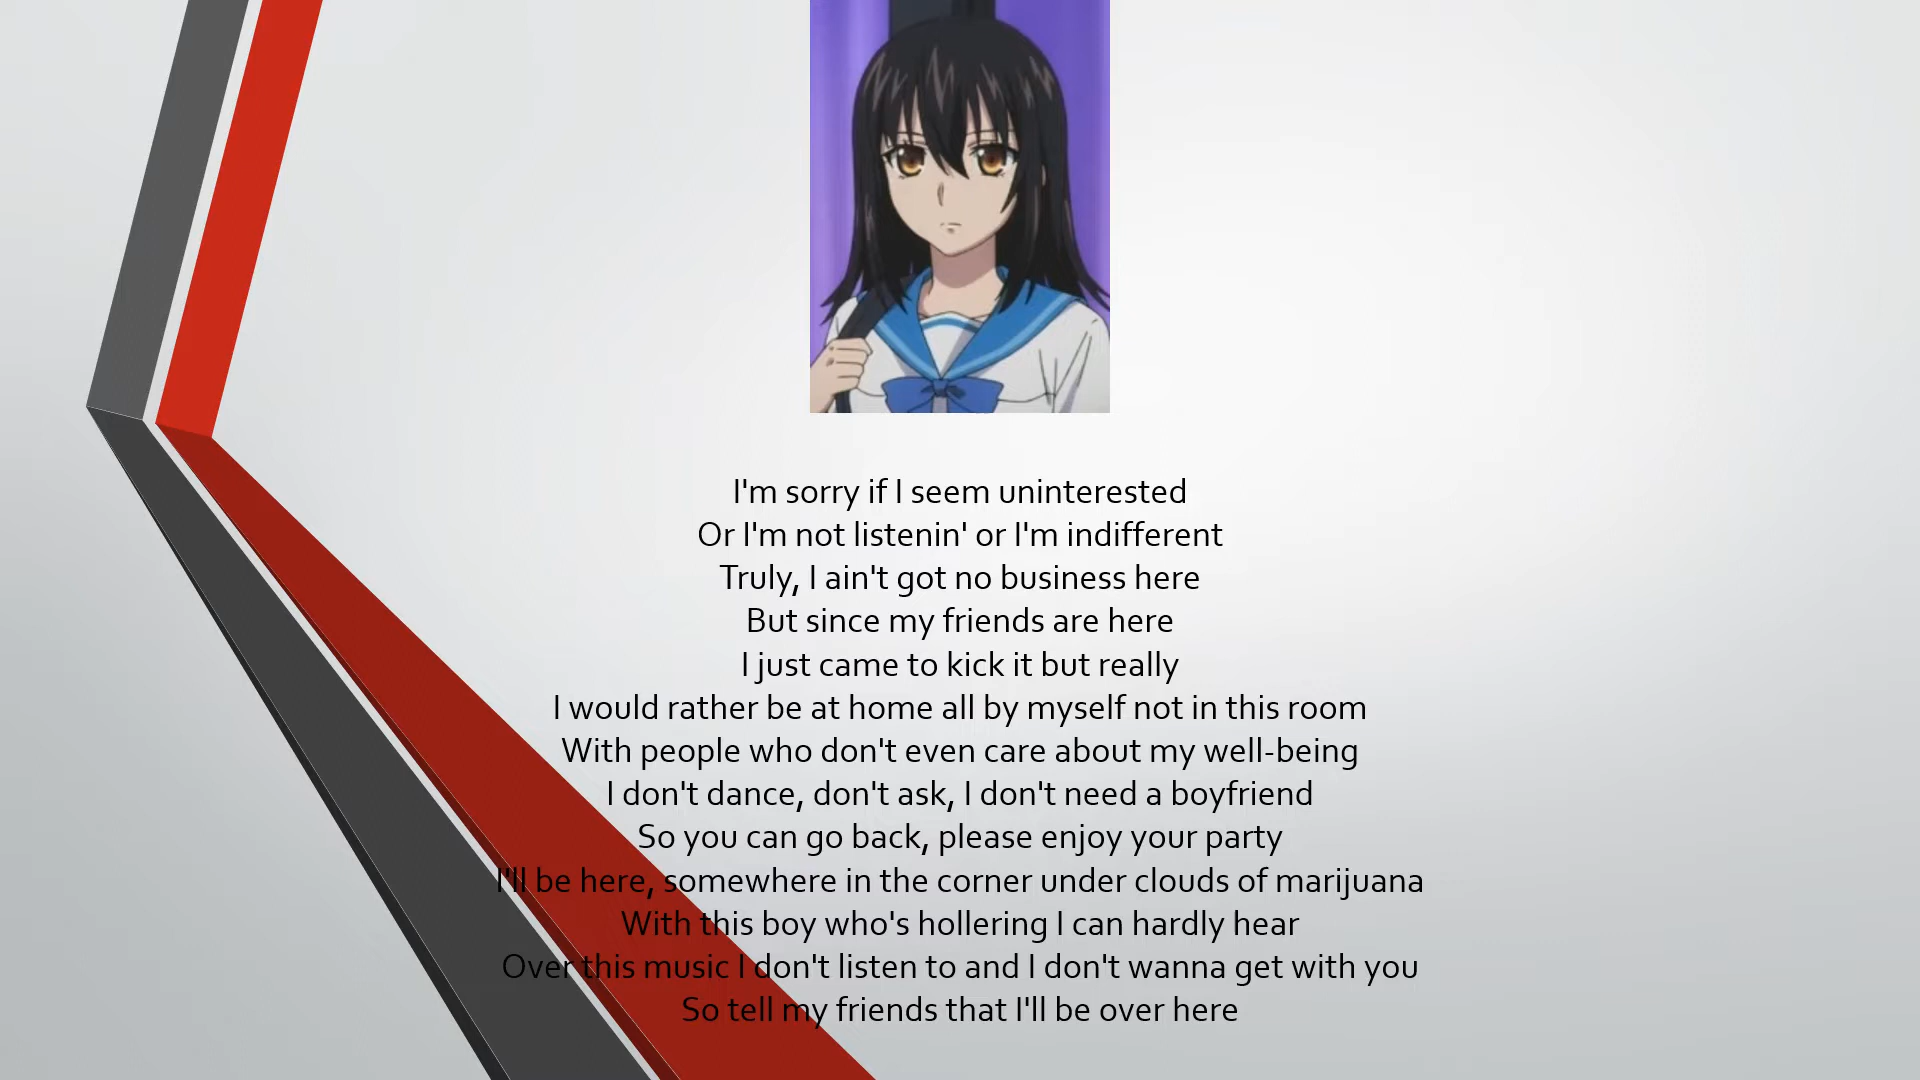 I'm sorry if I seem uninterested
Or I'm not listenin' or I'm indifferent
Truly, I ain't got no business here
But since my friends are here
I just came to kick it but really
I would rather be at home all by myself not in this room
With people who don't even care about my well-being
I don't dance, don't ask, I don't need a boyfriend
So you can go back, please enjoy your party
I'll be here, somewhere in the corner under clouds of marijuana
With this boy who's hollering I can hardly hear
Over this music I don't listen to and I don't wanna get with you
So tell my friends that I'll be over here